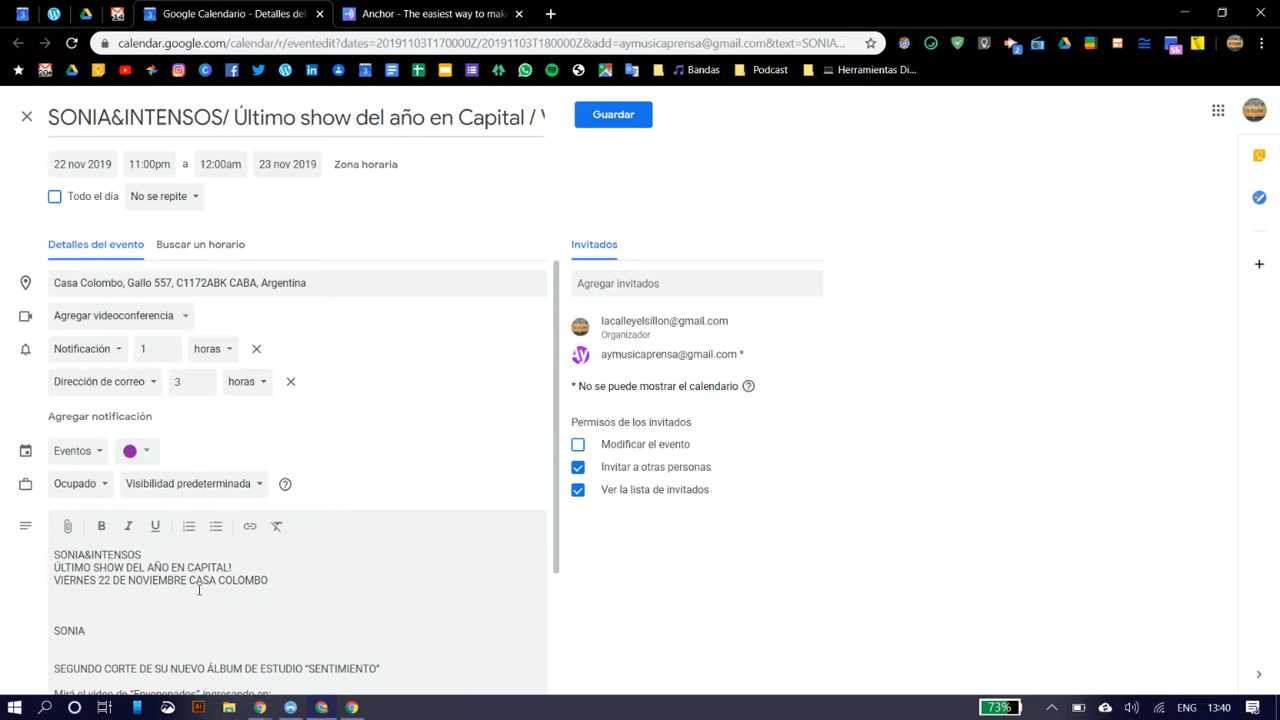 Google Calendario - Detalles del
Anchor - The easiest way to mak
calendar.google.com/calendar/r/eventedit?dates=20191103T170000Z/20191103T180000Z&add=aymusicaprensa@gmail.com&text=SONIA...
Bandas
Podcast
Herramientas Di...
SONIA&INTENSOS/ Último show del año en Capital / V
Guardar
22 nov 2019
11:00pm
a
12:00am
23 nov 2019
Zona horaria
Todo el día
No se repite
Detalles del evento
Buscar un horario
Invitados
Casa Colombo, Gallo 557, C1172ABK CABA, Argentina
Agregar invitados
Agregar videoconferencia
lacalleyelsillon@gmail.com
Organizador
Notificación
1
horas
aymusicaprensa@gmail.com *
Dirección de correo
3
horas
* No se puede mostrar el calendario
Agregar notificación
Permisos de los invitados
Eventos
Modificar el evento
Invitar a otras personas
Ocupado
Visibilidad predeterminada
Ver la lista de invitados
SONIA&INTENSOS
ÚLTIMO SHOW DEL AÑO EN CAPITAL!
VIERNES 22 DE NOVIEMBRE CASA COLOMBO
SONIA
SEGUNDO CORTE DE SU NUEVO ÁLBUM DE ESTUDIO “SENTIMIENTO”
Mirá el video de “Envenenados” ingresando en:
73%
ENG
13:40